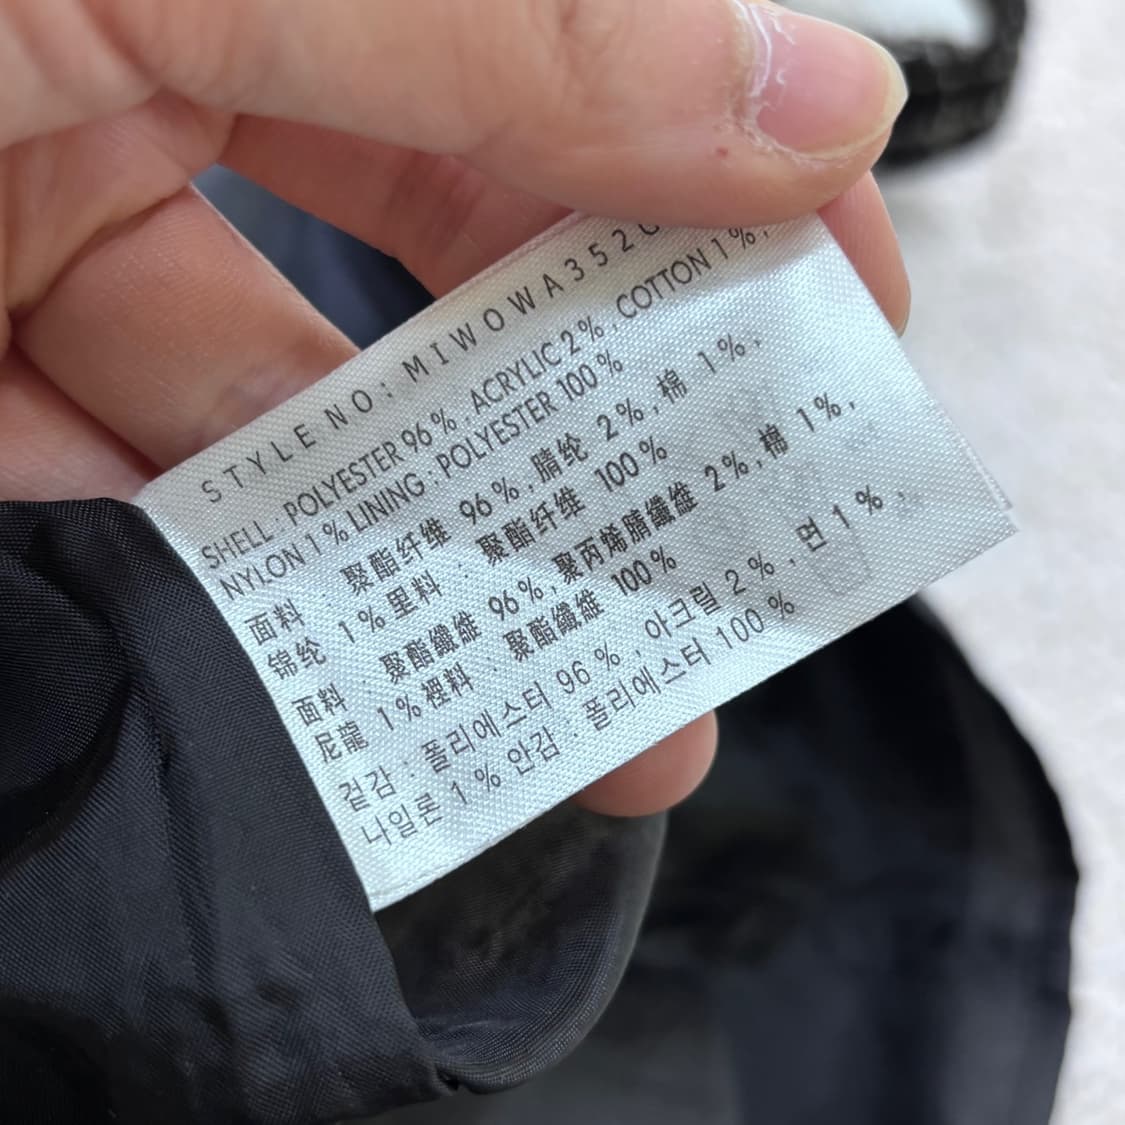 STYLE NO: MIWOWA352
SHELL : POLYESTER 96 % , ACRYLIC 2 % , COTTON 1 % ,
NYLON 1 % LINING : POLYESTER 100 %
面料 : 聚酯纤维 96 % , 腈纶 2 % , 棉 1 % ,
锦纶 1 % 里料 : 聚酯纤维 100 %
面料 : 聚酯纖維 96 % , 聚丙烯腈纖維 2 % , 棉 1 % ,
尼龍 1 % 裡料 : 聚酯纖維 100 %
겉감 : 폴리에스터 96 % , 아크릴 2 % , 면 1 % ,
나일론 1 % 안감 : 폴리에스터 100 %